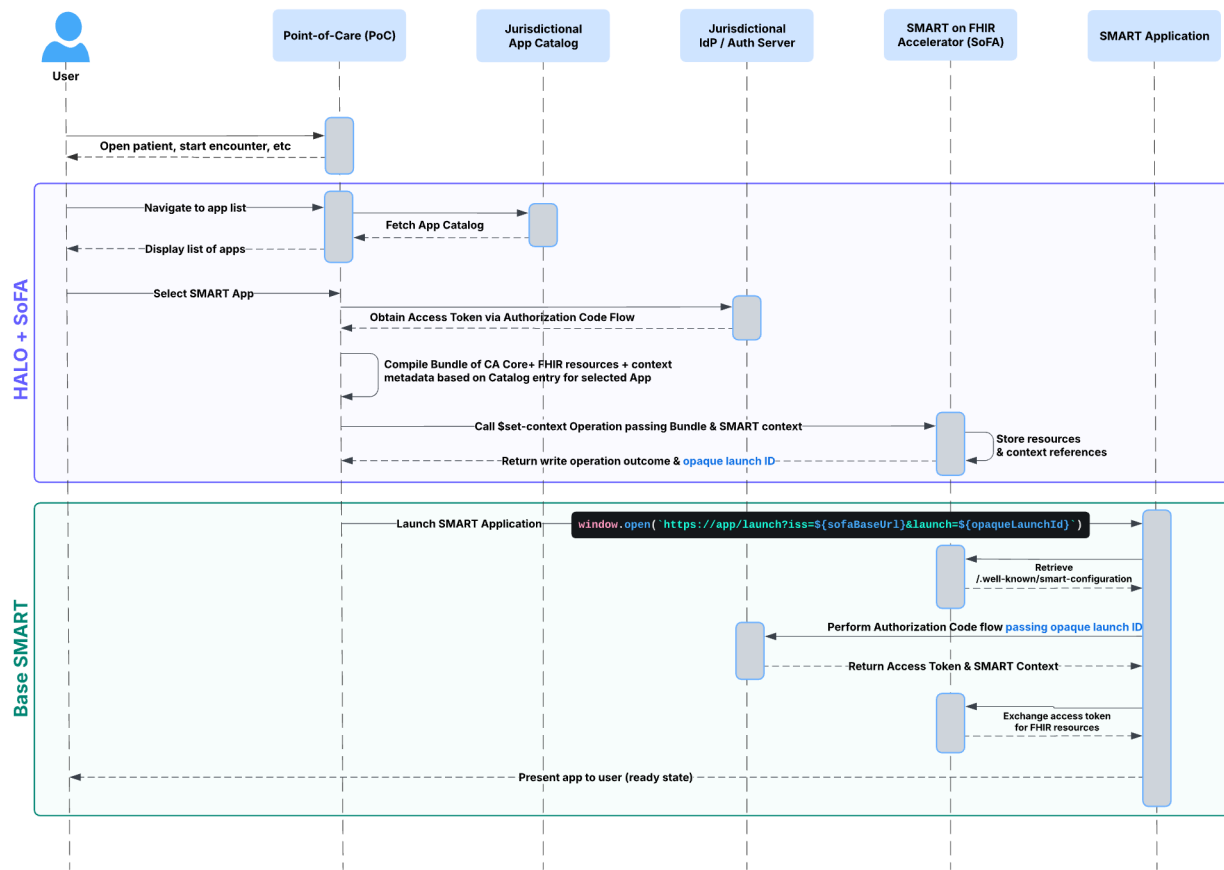 Point-of-Care (PoC)
Jurisdictional
App Catalog
Jurisdictional
IdP / Auth Server
SMART on FHIR
Accelerator (SoFA)
SMART Application
User
Open patient, start encounter, etc
HALO + SoFA
Navigate to app list
Fetch App Catalog
Display list of apps
Select SMART App
Obtain Access Token via Authorization Code Flow
Compile Bundle of CA Core+ FHIR resources + context
metadata based on Catalog entry for selected App
Call $set-context Operation passing Bundle & SMART context
Store resources
& context references
Return write operation outcome & opaque launch ID
Base SMART
Launch SMART Application
window.open(`https://app/launch?iss=${sofaBaseUrl}&launch=${opaqueLaunchId}`)
Retrieve
/.well-known/smart-configuration
Perform Authorization Code flow passing opaque launch ID
Return Access Token & SMART Context
Exchange access token
for FHIR resources
Present app to user (ready state)